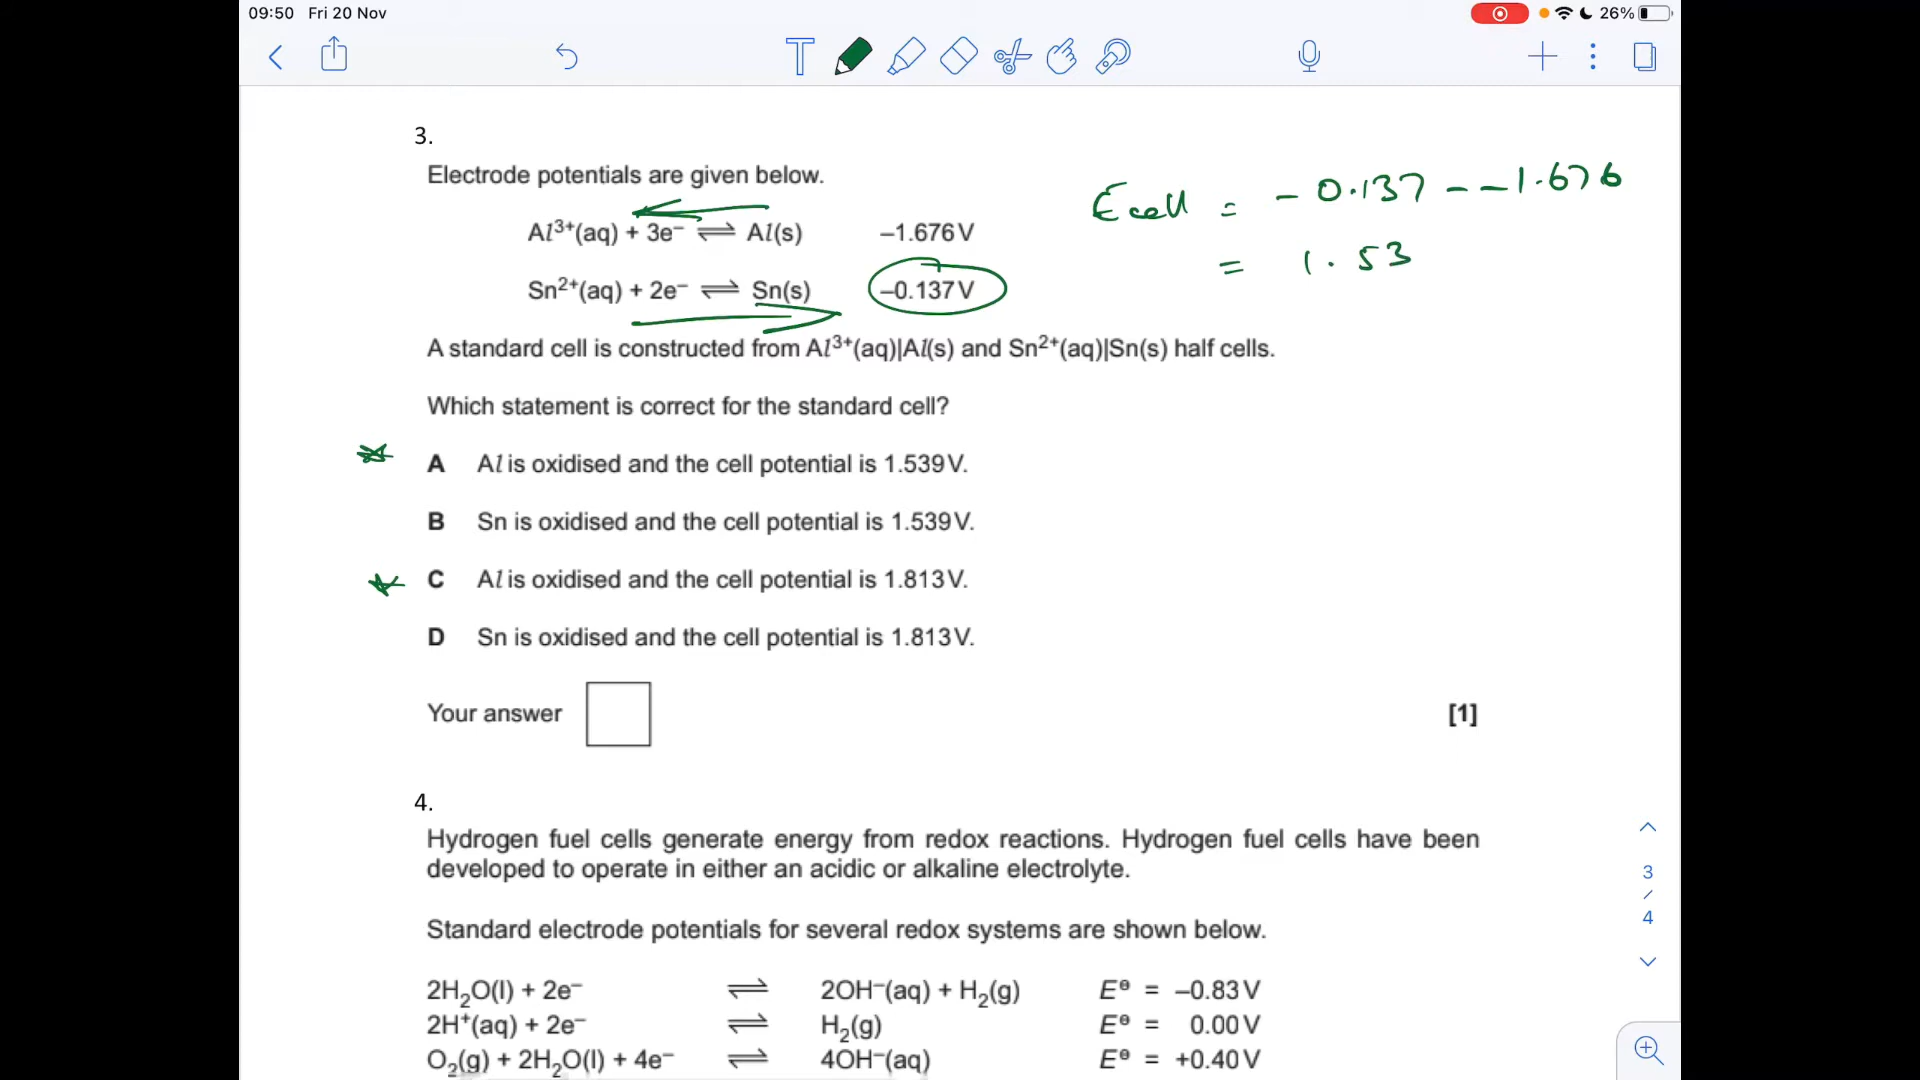 09:50 Fri 20 Nov
26%
T
3.
Electrode potentials are given below.
Al³⁺(aq) + 3e⁻ ⇌ Al(s) –1.676 V
Sn²⁺(aq) + 2e⁻ ⇌ Sn(s) –0.137 V
Ecell = – 0.137 – –1.676
= 1.53
A standard cell is constructed from Al³⁺(aq)|Al(s) and Sn²⁺(aq)|Sn(s) half cells.
Which statement is correct for the standard cell?
A Al is oxidised and the cell potential is 1.539 V.
B Sn is oxidised and the cell potential is 1.539 V.
C Al is oxidised and the cell potential is 1.813 V.
D Sn is oxidised and the cell potential is 1.813 V.
Your answer [1]
4.
Hydrogen fuel cells generate energy from redox reactions. Hydrogen fuel cells have been
developed to operate in either an acidic or alkaline electrolyte.
Standard electrode potentials for several redox systems are shown below.
2H₂O(l) + 2e⁻ ⇌ 2OH⁻(aq) + H₂(g) E⊖ = –0.83 V
2H⁺(aq) + 2e⁻ ⇌ H₂(g) E⊖ = 0.00 V
O₂(g) + 2H₂O(l) + 4e⁻ ⇌ 4OH⁻(aq) E⊖ = +0.40 V
3
/
4